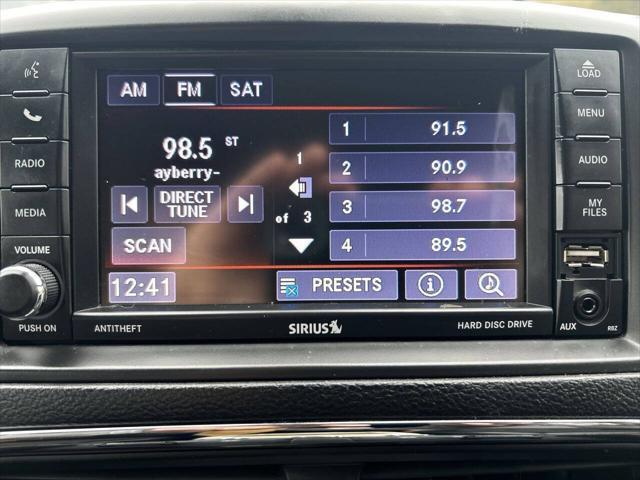 AM FM SAT
LOAD
MENU
RADIO
AUDIO
MEDIA
MY
FILES
98.5 ST
ayberry-
DIRECT
TUNE
SCAN
12:41
1
of 3
1 91.5
2 90.9
3 98.7
4 89.5
PRESETS
VOLUME
PUSH ON
ANTITHEFT
SIRIUS
HARD DISC DRIVE
AUX
RBZ